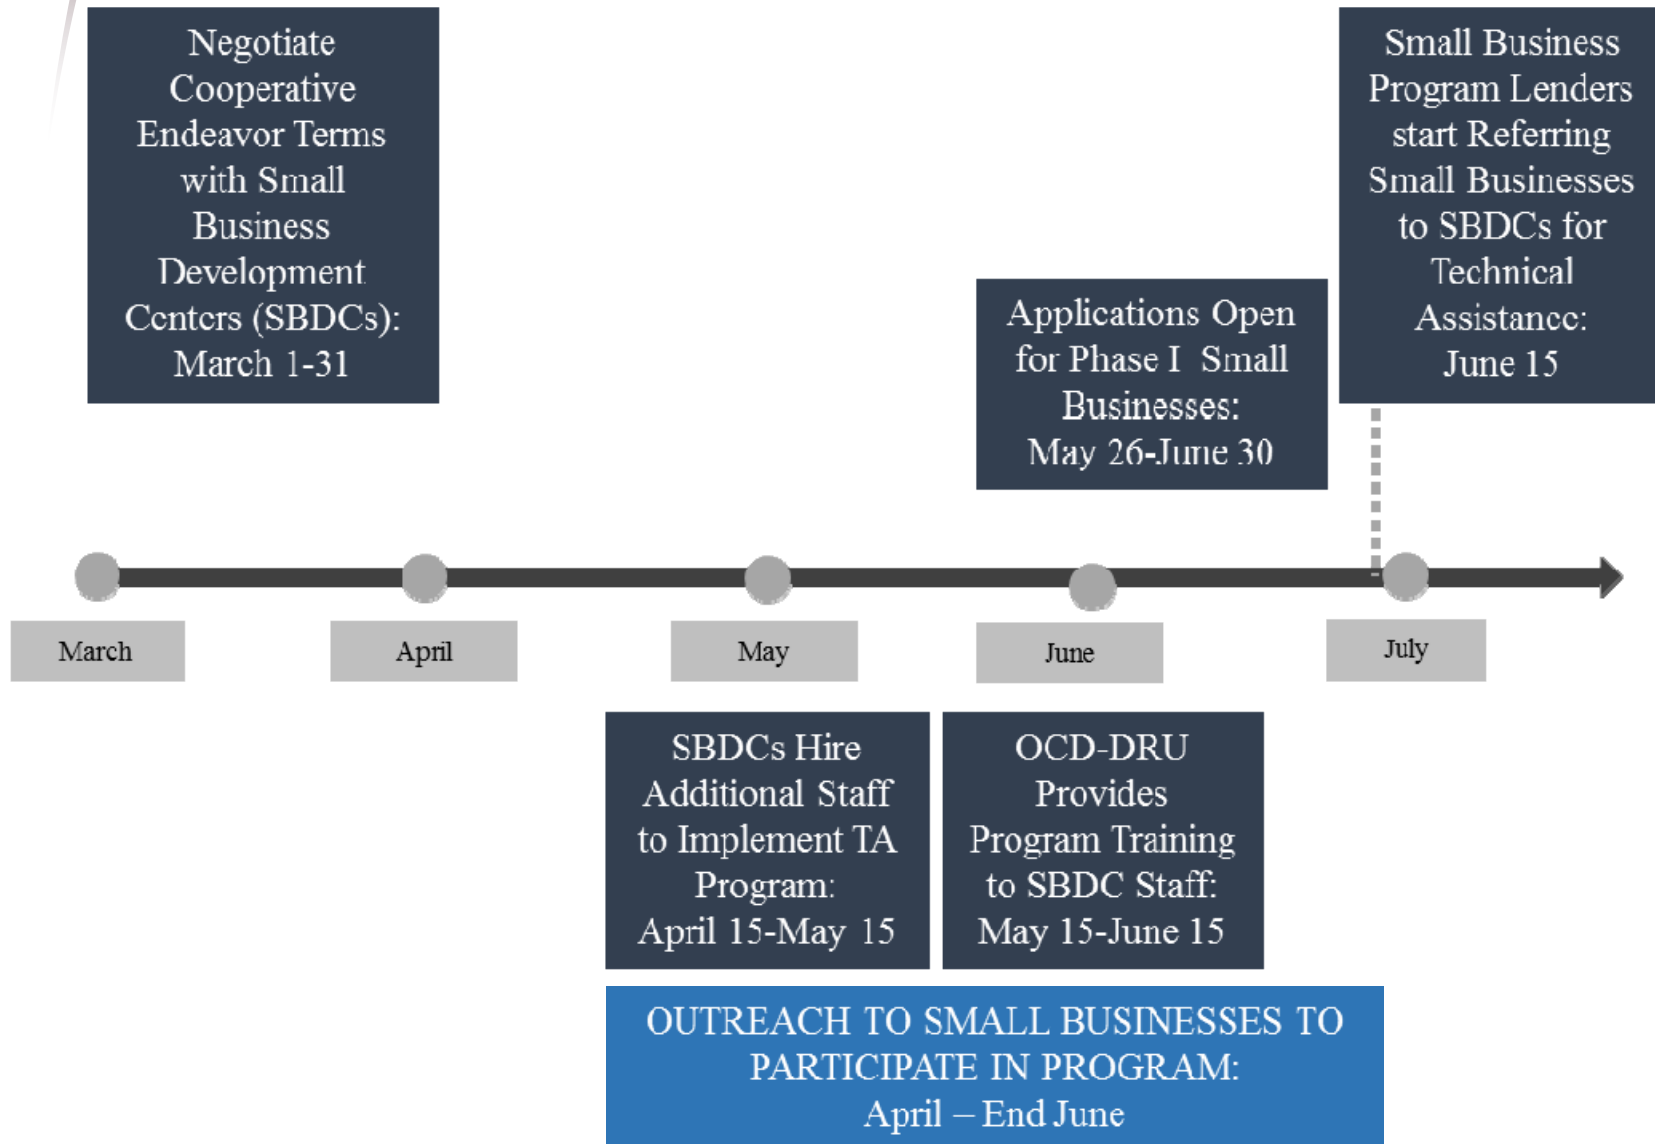 Negotiate
Cooperative
Endeavor Terms
with Small
Business
Development
Centers (SBDCs):
March 1-31
Small Business
Program Lenders
start Referring
Small Businesses
to SBDCs for
Technical
Assistance:
June 15
Applications Open
for Phase I Small
Businesses:
May 26-June 30
March
April
May
June
July
SBDCs Hire
Additional Staff
to Implement TA
Program:
April 15-May 15
OCD-DRU
Provides
Program Training
to SBDC Staff:
May 15-June 15
OUTREACH TO SMALL BUSINESSES TO
PARTICIPATE IN PROGRAM:
April – End June